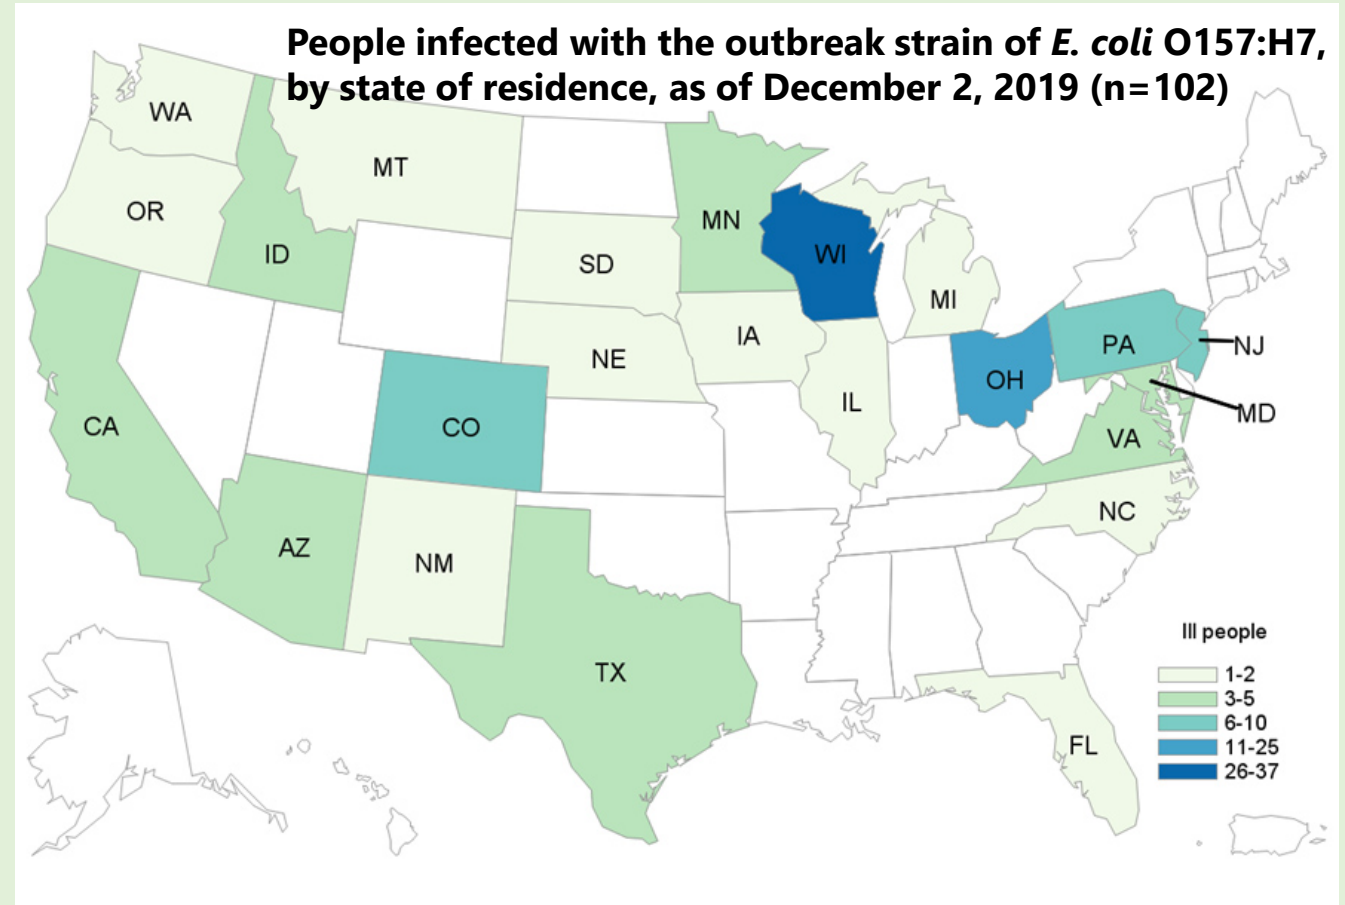 People infected with the outbreak strain of E. coli O157:H7,
by state of residence, as of December 2, 2019 (n=102)
WA
MT
OR
ID
MN
WI
SD
MI
IA
NE
PA
NJ
OH
IL
CA
CO
MD
VA
NC
AZ
NM
TX
FL
Ill people
1-2
3-5
6-10
11-25
26-37